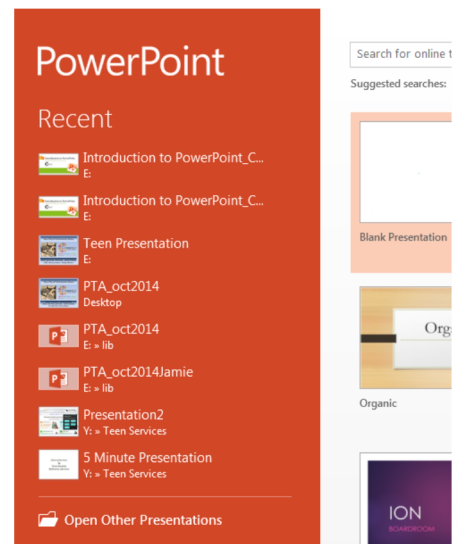 PowerPoint
Search for online t
Suggested searches:
Recent
Introduction to PowerPoint_C...
E:
Introduction to PowerPoint_C...
E:
Teen Presentation
E:
PTA_oct2014
Desktop
PTA_oct2014
E: » lib
PTA_oct2014Jamie
E: » lib
Presentation2
Y: » Teen Services
5 Minute Presentation
Y: » Teen Services
Open Other Presentations
Blank Presentation
Orga
Organic
ION
BOARDROOM